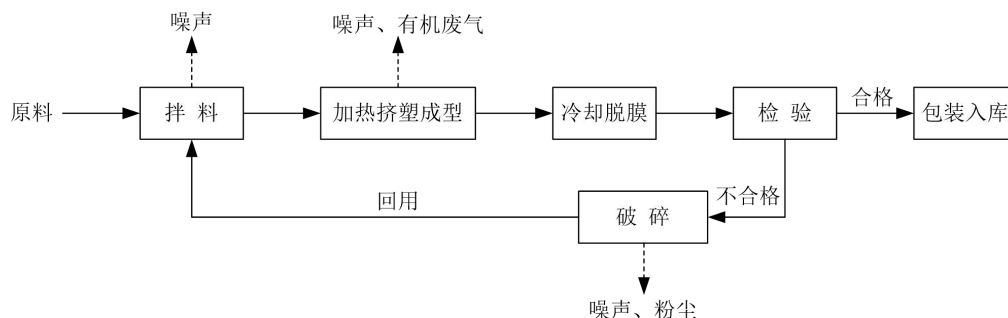 噪声
噪声、有机废气
原料
拌 料
加热挤塑成型
冷却脱膜
检 验
合格
包装入库
不合格
回用
破 碎
噪声、粉尘